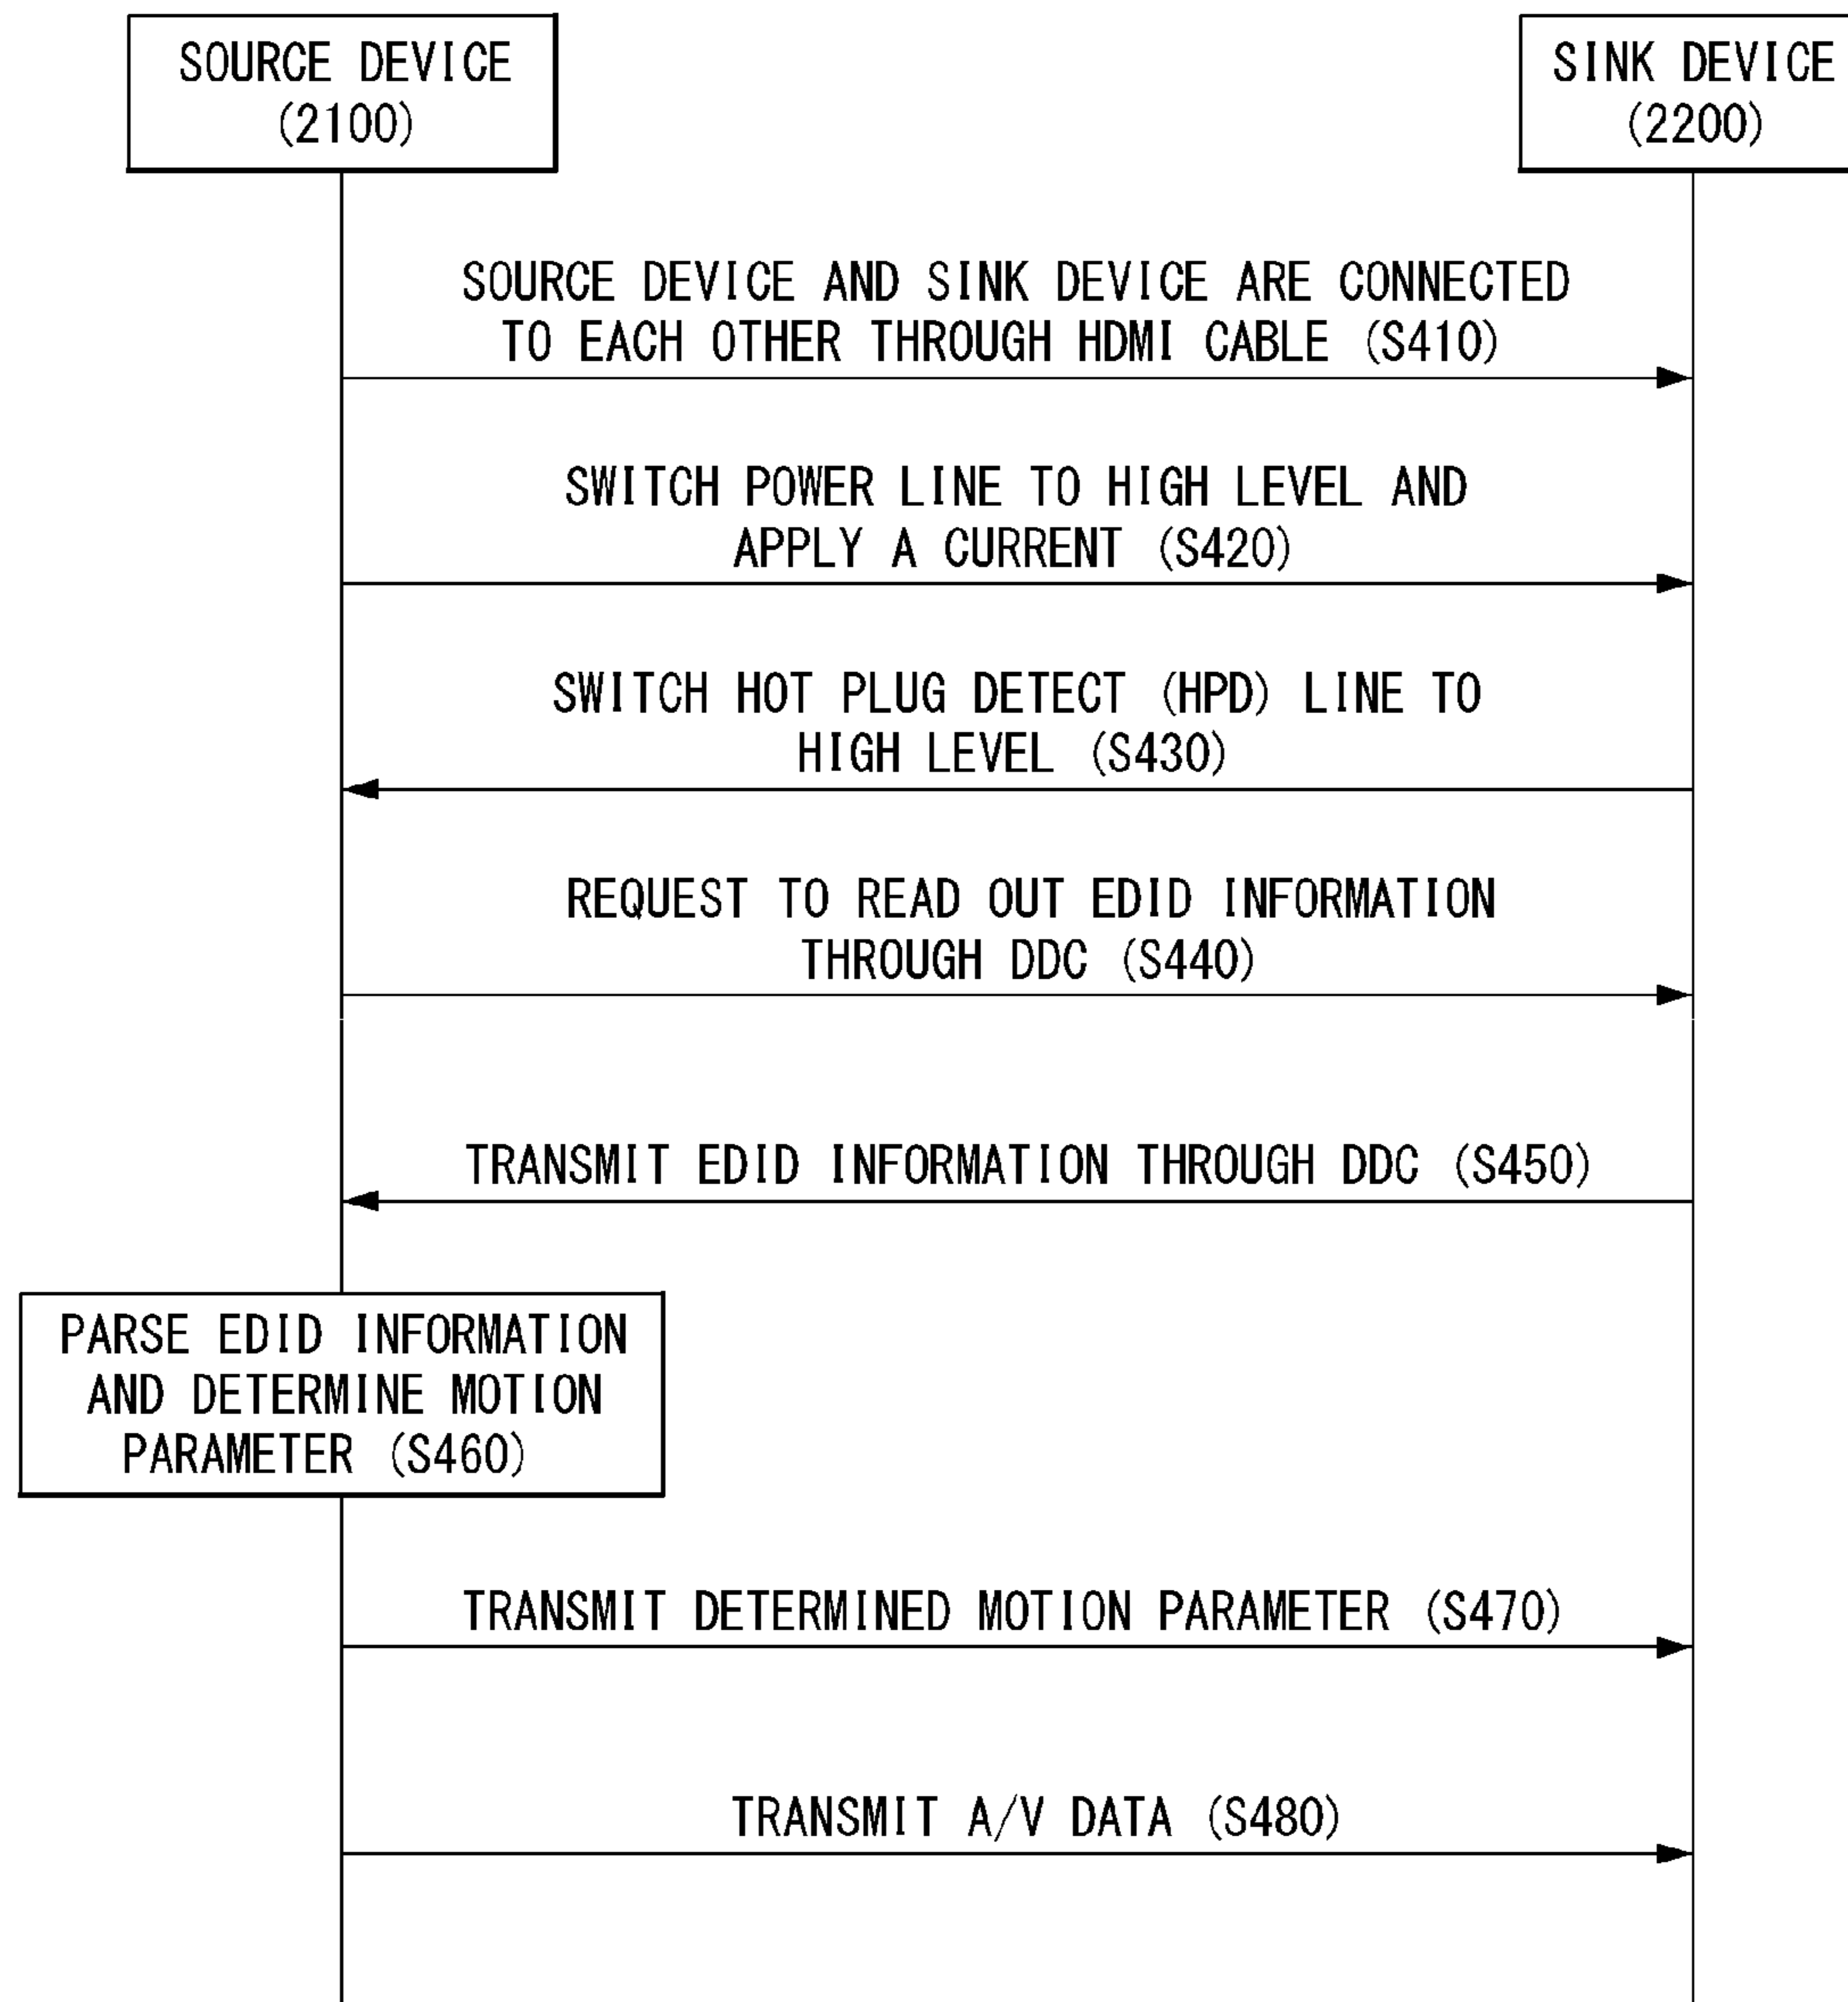 SOURCE DEVICE
(2100)
SINK DEVICE
(2200)
SOURCE DEVICE AND SINK DEVICE ARE CONNECTED
TO EACH OTHER THROUGH HDMI CABLE (S410)
SWITCH POWER LINE TO HIGH LEVEL AND
APPLY A CURRENT (S420)
SWITCH HOT PLUG DETECT (HPD) LINE TO
HIGH LEVEL (S430)
REQUEST TO READ OUT EDID INFORMATION
THROUGH DDC (S440)
TRANSMIT EDID INFORMATION THROUGH DDC (S450)
PARSE EDID INFORMATION
AND DETERMINE MOTION
PARAMETER (S460)
TRANSMIT DETERMINED MOTION PARAMETER (S470)
TRANSMIT A/V DATA (S480)